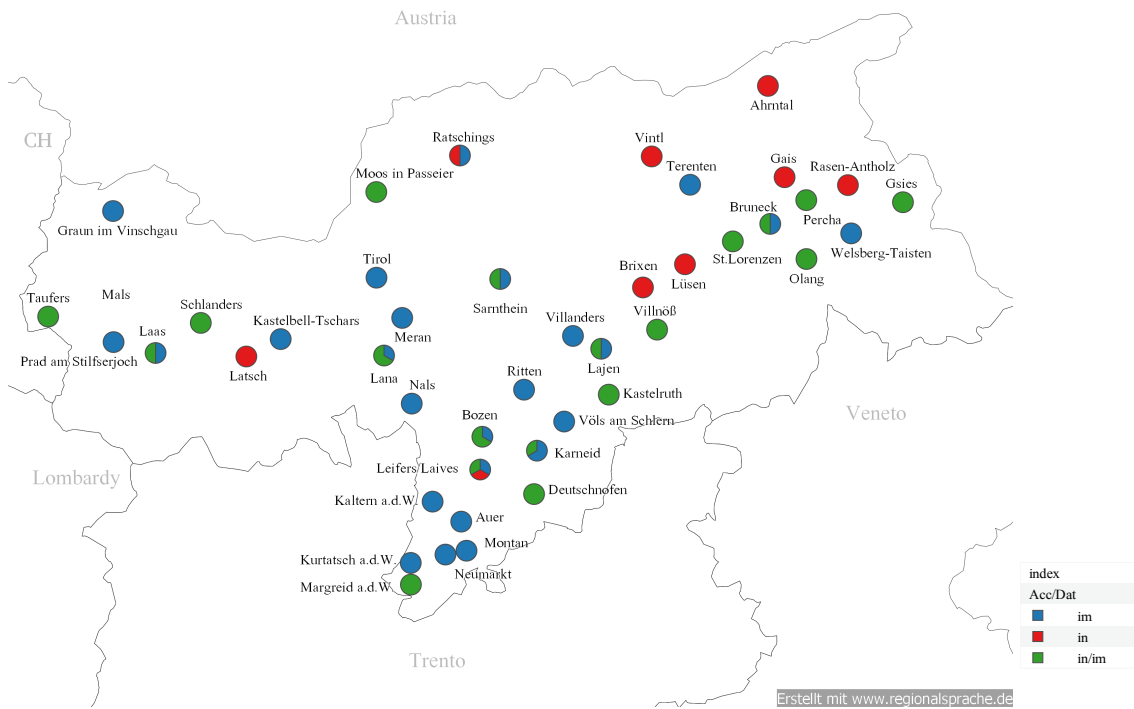 Austria
Ahrntal
CH
Ratschings
Vintl
Moos in Passeier
Terenten
Gais
Rasen-Antholz
Gsies
Bruneck
Percha
Graun im Vinschgau
St.Lorenzen
Welsberg-Taisten
Olang
Tirol
Brixen
Lüsen
Sarnthein
Taufers
Mals
Schlanders
Villnöß
Kastelbell-Tschars
Villanders
Laas
Meran
Prad am Stilfserjoch
Latsch
Lana
Lajen
Ritten
Nals
Kastelruth
Bozen
Völs am Schlern
Veneto
Karneid
Leifers/Laives
Lombardy
Deutschnofen
Kaltern a.d.W.
Auer
Montan
Kurtatsch a.d.W.
Neumarkt
Margreid a.d.W.
Trento
index
Acc/Dat
im
in
in/im
Erstellt mit www.regionalsprache.de